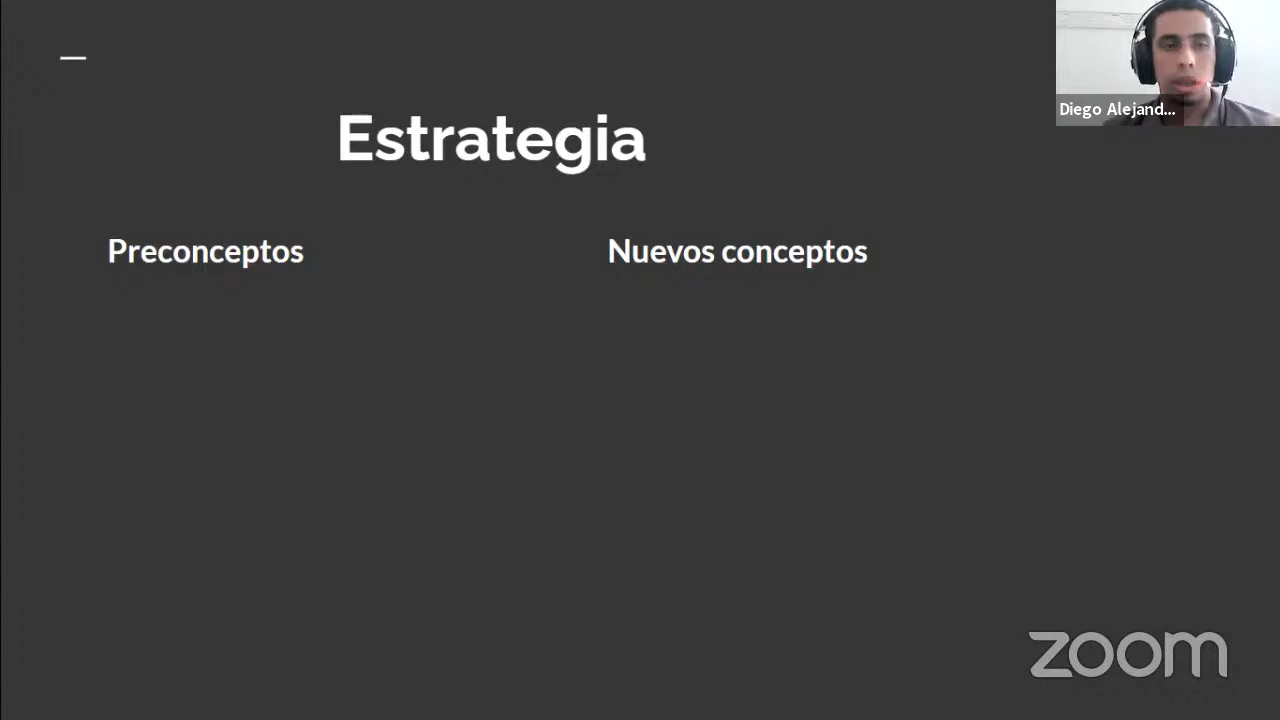 Diego Alejand...
Estrategia
Preconceptos
Nuevos conceptos
zoom